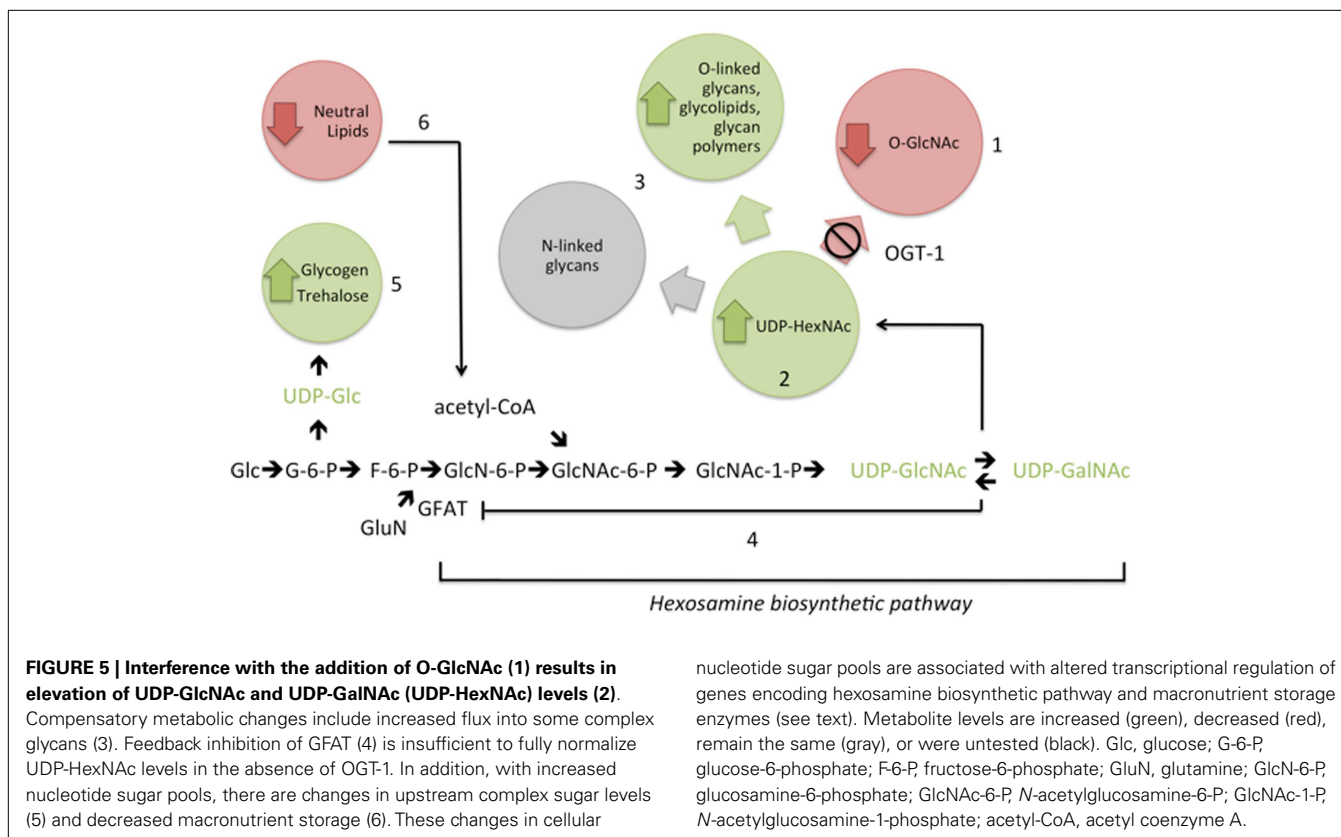 Neutral
Lipids
6
O-linked
glycans,
glycolipids,
glycan
polymers
O-GlcNAc
1
3
N-linked
glycans
OGT-1
Glycogen
Trehalose
5
UDP-HexNAc
2
UDP-Glc
acetyl-CoA
Glc G-6-P F-6-P GlcN-6-P GlcNAc-6-P GlcNAc-1-P UDP-GlcNAc UDP-GalNAc
GFAT
GluN
4
Hexosamine biosynthetic pathway
FIGURE 5 | Interference with the addition of O-GlcNAc (1) results in
elevation of UDP-GlcNAc and UDP-GalNAc (UDP-HexNAc) levels (2).
Compensatory metabolic changes include increased flux into some complex
glycans (3). Feedback inhibition of GFAT (4) is insufficient to fully normalize
UDP-HexNAc levels in the absence of OGT-1. In addition, with increased
nucleotide sugar pools, there are changes in upstream complex sugar levels
(5) and decreased macronutrient storage (6). These changes in cellular
nucleotide sugar pools are associated with altered transcriptional regulation of
genes encoding hexosamine biosynthetic pathway and macronutrient storage
enzymes (see text). Metabolite levels are increased (green), decreased (red),
remain the same (gray), or were untested (black). Glc, glucose; G-6-P,
glucose-6-phosphate; F-6-P, fructose-6-phosphate; GluN, glutamine; GlcN-6-P,
glucosamine-6-phosphate; GlcNAc-6-P, N-acetylglucosamine-6-P; GlcNAc-1-P,
N-acetylglucosamine-1-phosphate; acetyl-CoA, acetyl coenzyme A.